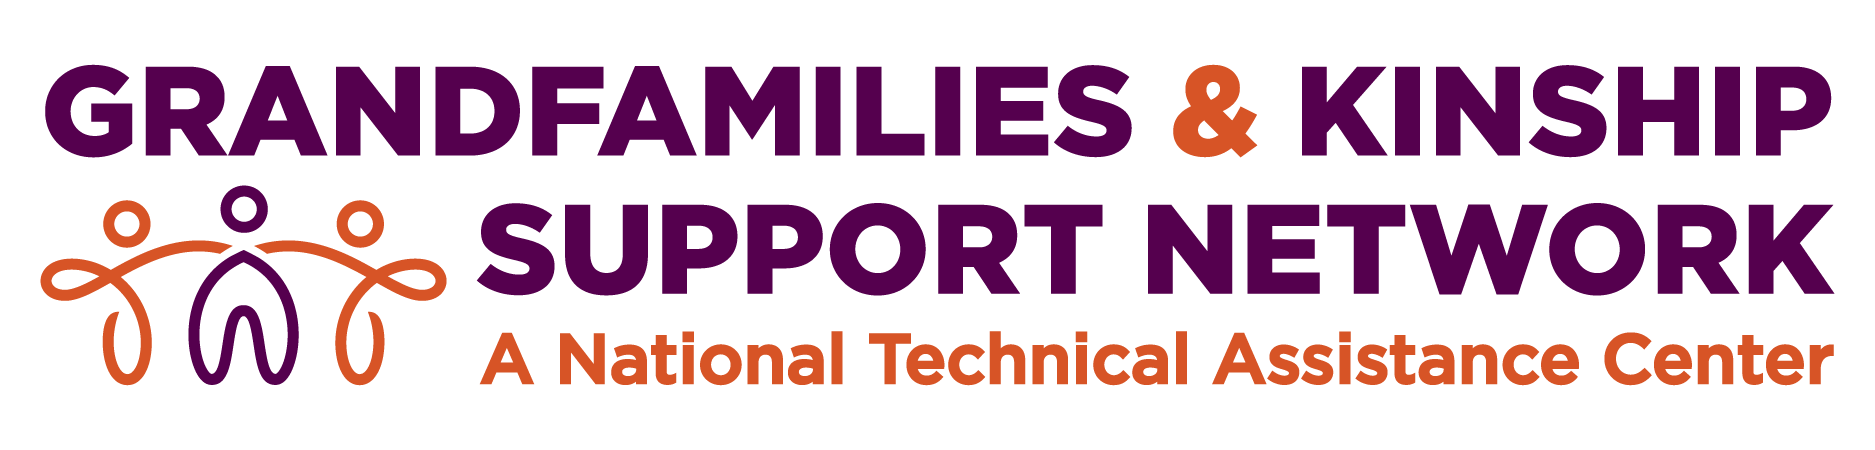 GRANDFAMILIES & KINSHIP
SUPPORT NETWORK
A National Technical Assistance Center